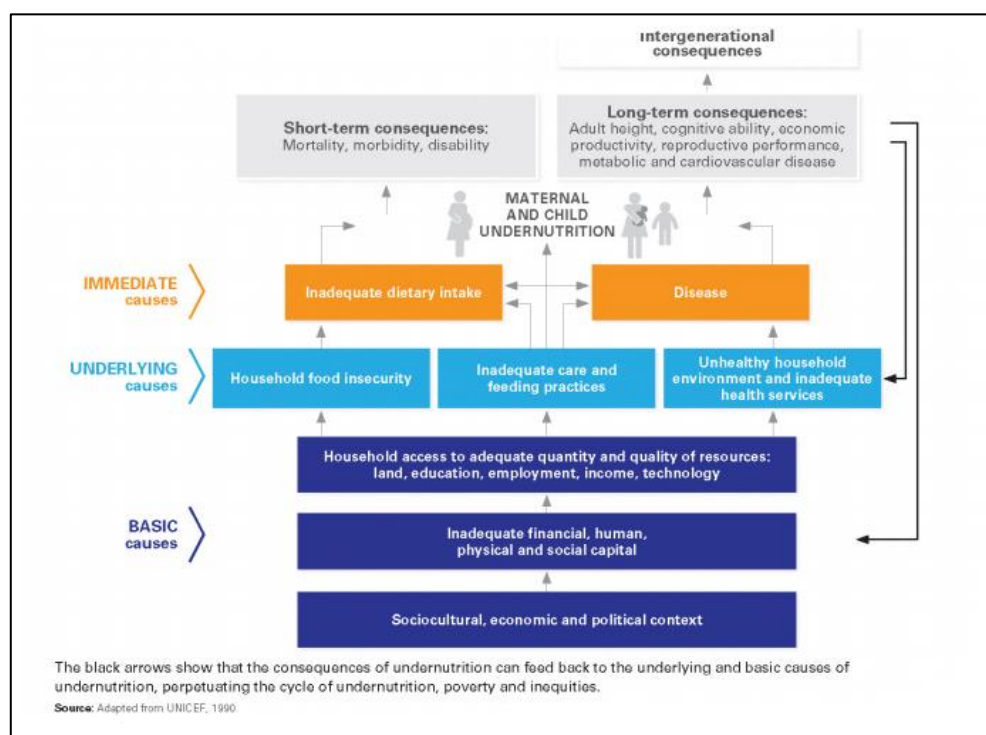 Intergenerational
consequences
Short-term consequences:
Mortality, morbidity, disability
Long-term consequences:
Adult height, cognitive ability, economic
productivity, reproductive performance,
metabolic and cardiovascular disease
MATERNAL
AND CHILD
UNDERNUTRITION
IMMEDIATE
causes
Inadequate dietary intake
Disease
UNDERLYING
causes
Household food insecurity
Inadequate care and
feeding practices
Unhealthy household
environment and inadequate
health services
Household access to adequate quantity and quality of resources:
land, education, employment, income, technology
BASIC
causes
Inadequate financial, human,
physical and social capital
Sociocultural, economic and political context
The black arrows show that the consequences of undernutrition can feed back to the underlying and basic causes of
undernutrition, perpetuating the cycle of undernutrition, poverty and inequities.
Source: Adapted from UNICEF, 1990